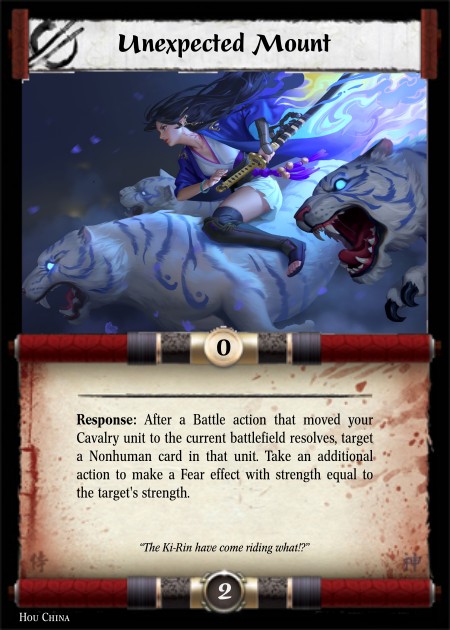 Unexpected Mount
0
Response: After a Battle action that moved your
Cavalry unit to the current battlefield resolves, target
a Nonhuman card in that unit. Take an additional
action to make a Fear effect with strength equal to
the target's strength.
"The Ki-Rin have come riding what!?"
侍
2
Hou China